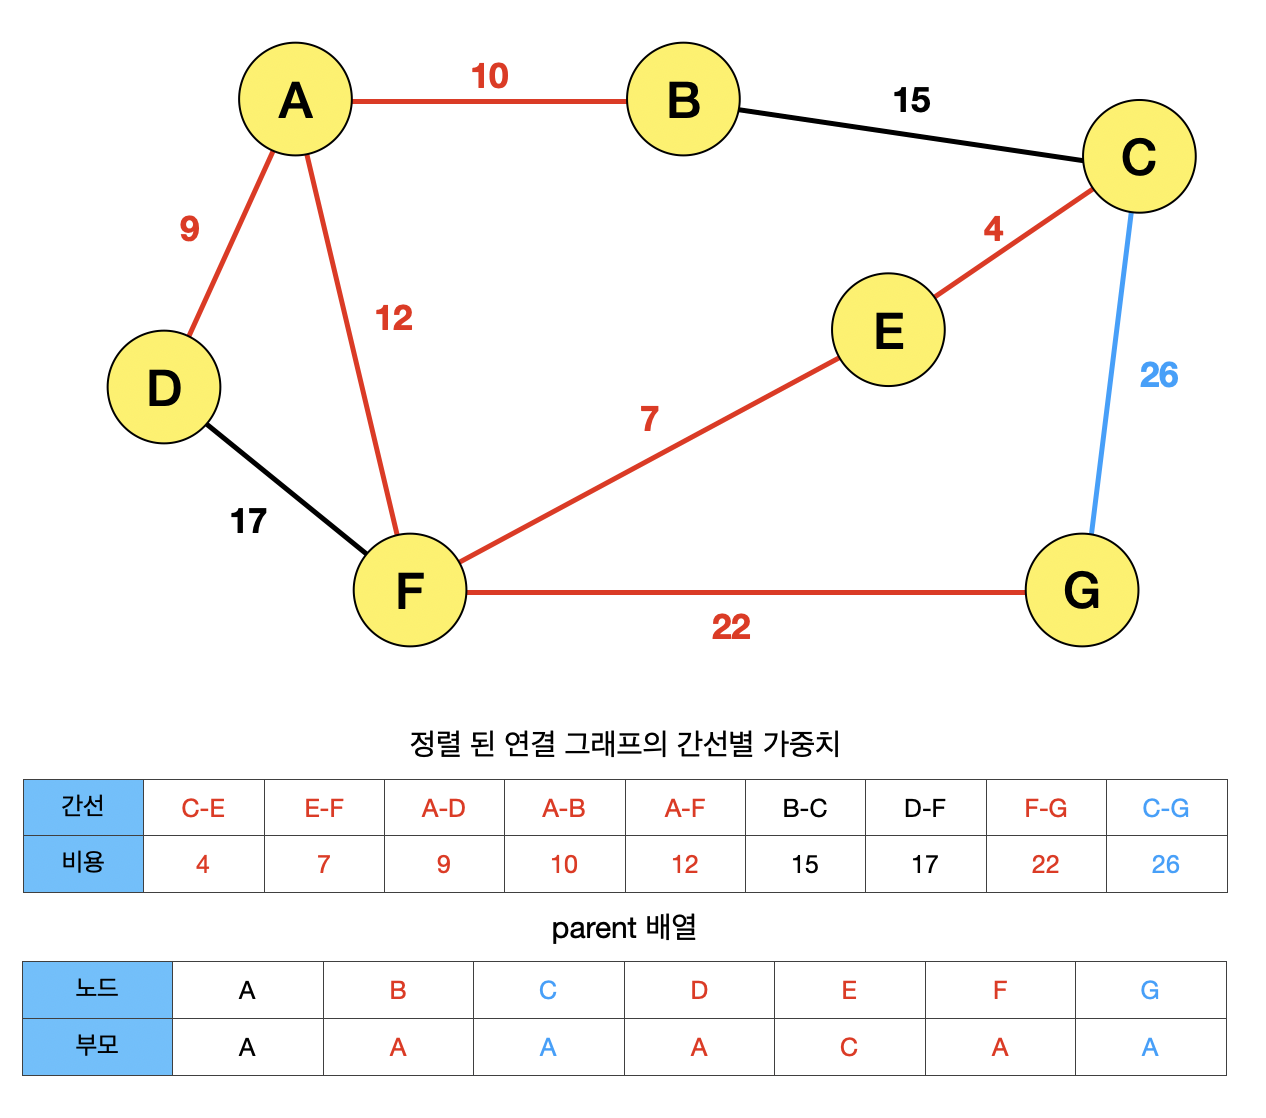 10
A
B
15
C
9
4
12
E
26
D
7
17
F
G
22
정렬 된 연결 그래프의 간선별 가중치
간선 C-E E-F A-D A-B A-F B-C D-F F-G C-G
비용 4 7 9 10 12 15 17 22 26
parent 배열
노드 A B C D E F G
부모 A A A A C A A